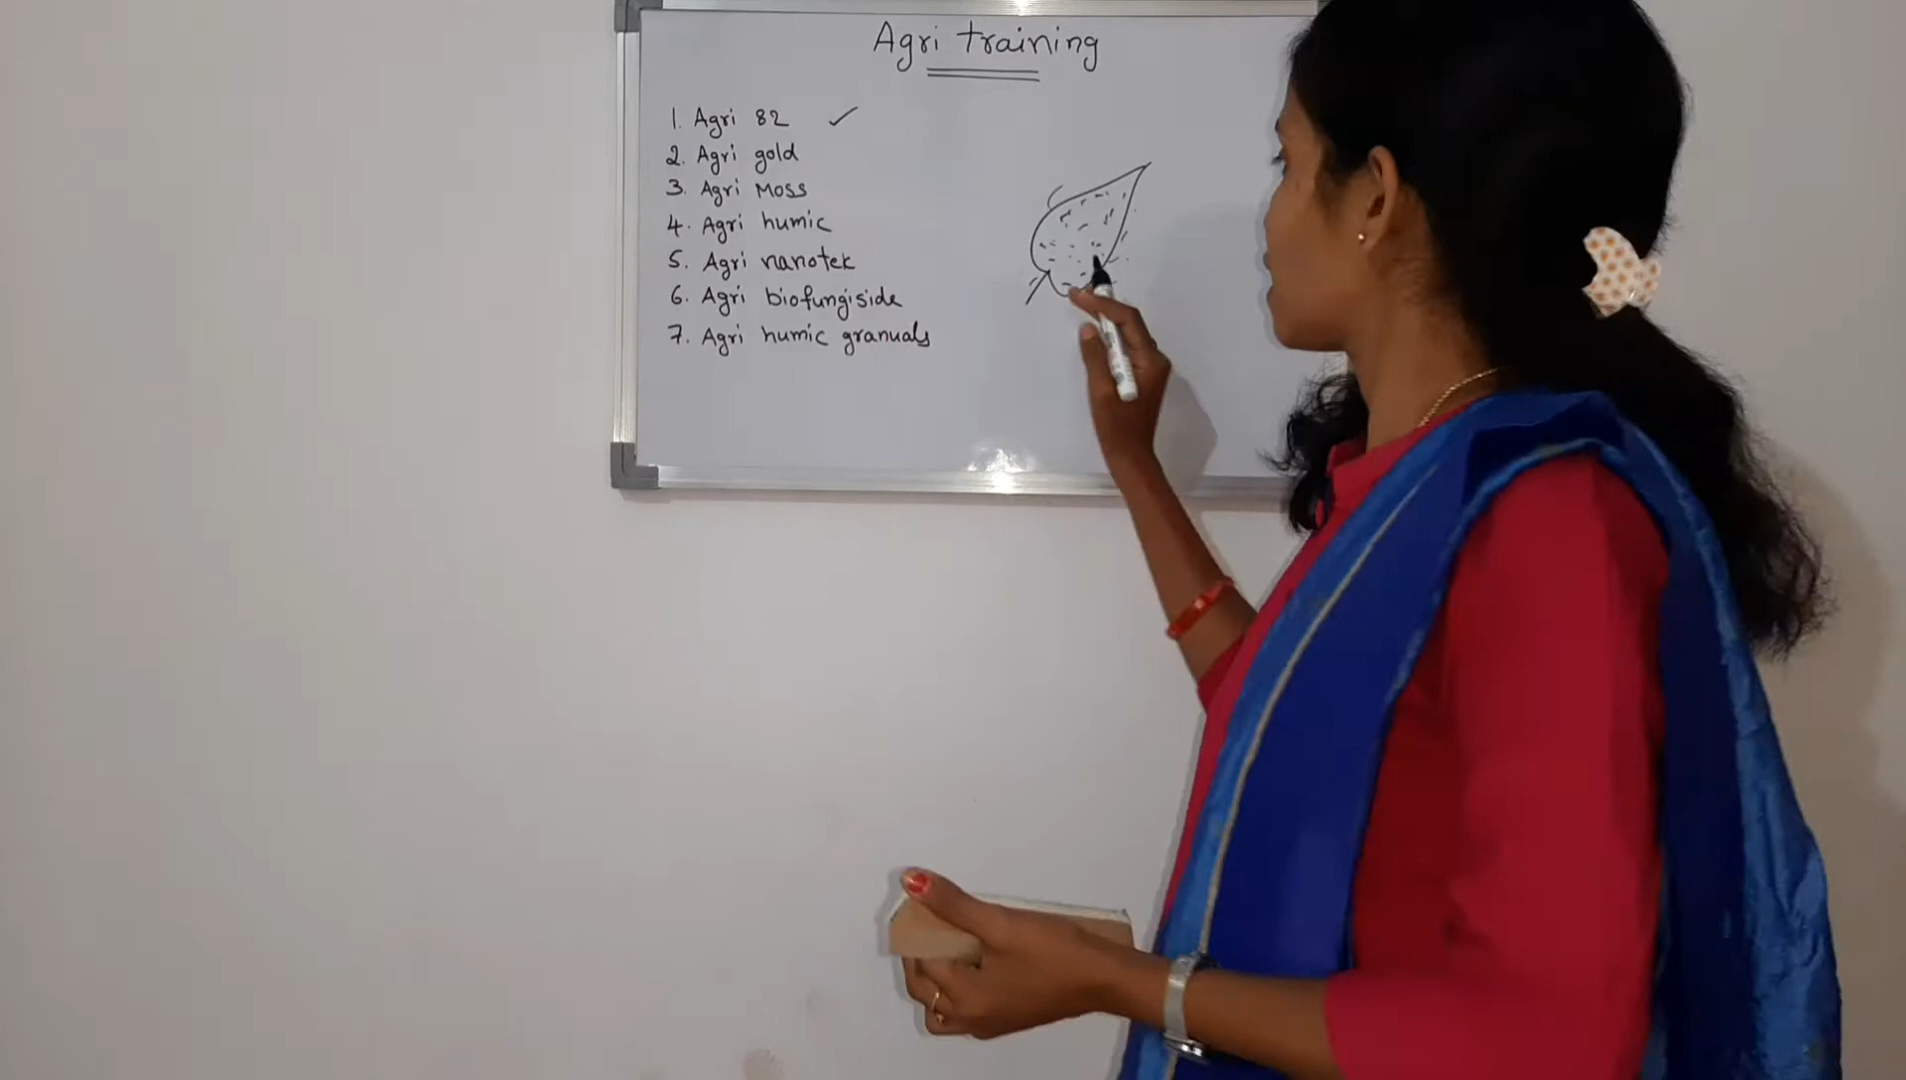 Agri training
1. Agri 82 ✓
2. Agri gold
3. Agri Moss
4. Agri humic
5. Agri nanotek
6. Agri biofungiside
7. Agri humic granuals